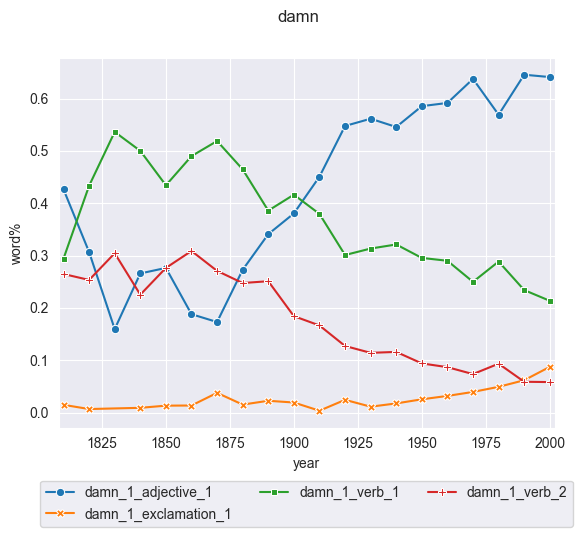 damn
0.6
0.5
0.4
0.3
0.2
0.1
0.0
word%
1825 1850 1875 1900 1925 1950 1975 2000
year
damn_1_adjective_1 damn_1_verb_1 damn_1_verb_2
damn_1_exclamation_1